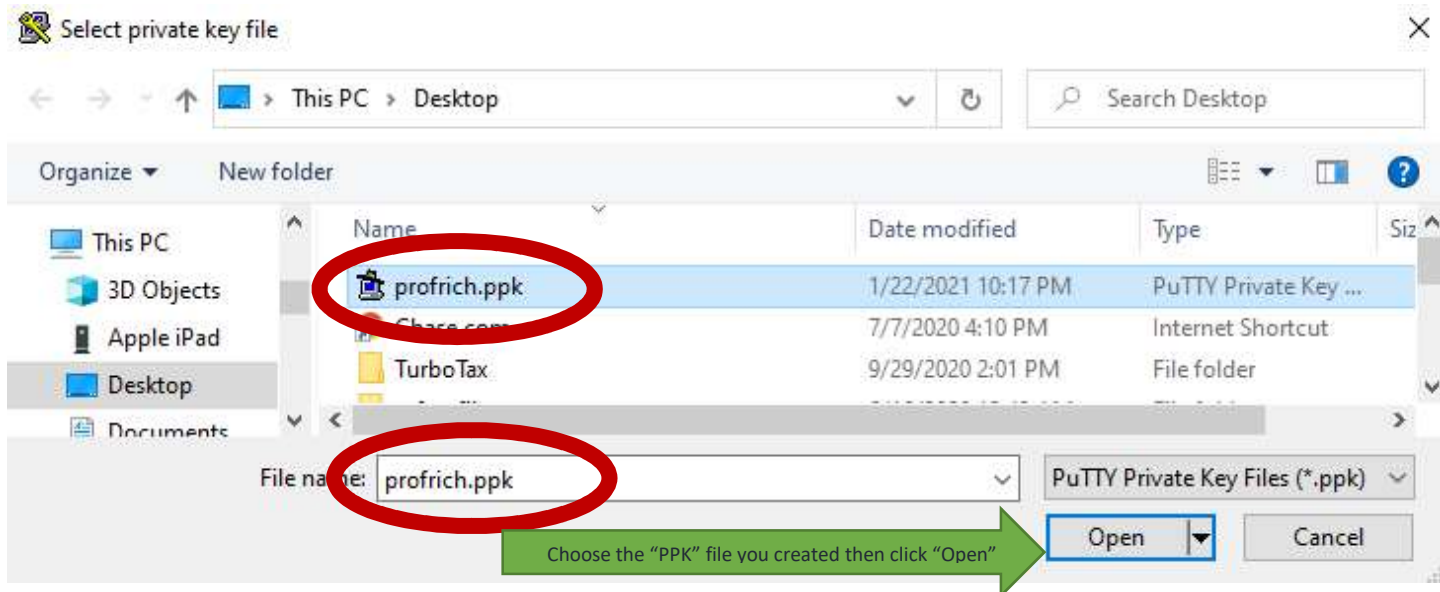 Select private key file
This PC > Desktop
Search Desktop
Organize
New folder
Name
Date modified
Type
Siz
This PC
profrich.ppk
1/22/2021 10:17 PM
PuTTY Private Key ...
3D Objects
Chase.com
7/7/2020 4:10 PM
Internet Shortcut
Apple iPad
TurboTax
9/29/2020 2:01 PM
File folder
Desktop
Documents
File name:
profrich.ppk
PuTTY Private Key Files (*.ppk)
Choose the “PPK” file you created then click “Open”
Open
Cancel